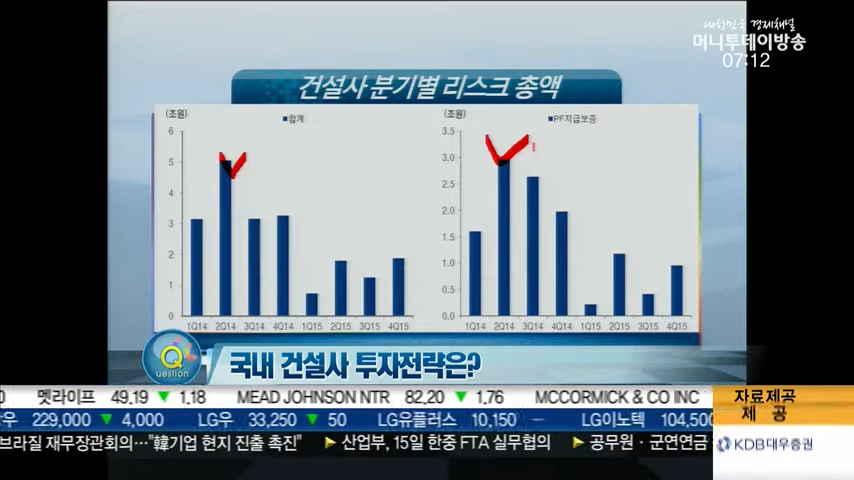 대한민국 경제채널
머니투데이방송
07:12
건설사 분기별 리스크 총액
(조원)
■합계
6
5
4
3
2
1
0
1Q14 2Q14 3Q14 4Q14 1Q15 2Q15 3Q15 4Q15
(조원)
■PF지급보증
3.5
3.0
2.5
2.0
1.5
1.0
0.5
0.0
1Q14 2Q14 3Q14 4Q14 1Q15 2Q15 3Q15 4Q15
Question
국내 건설사 투자전략은?
0 멧라이프 49,19 ▼ 1,18 MEAD JOHNSON NTR 82,20 ▼ 1,76 MCCORMICK & CO INC
우 229,000 ▼ 4,000 LG우 33,250 ▼ 50 LG유플러스 10,150 ― LG이노텍 104,500
브라질 재무장관회의..."韓기업 현지 진출 촉진" ▶ 산업부, 15일 한중 FTA 실무협의 ▶ 공무원·군연연금
자료제공
제 공
KDB대우증권